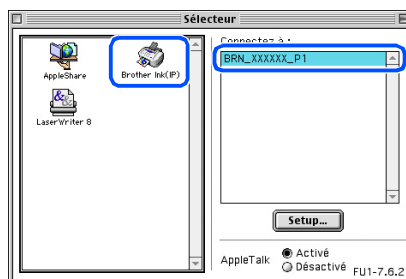 Sélecteur
AppleShare
Brother Ink(IP)
LaserWriter 8
Connectez à :
BRN_XXXXXX_P1
Setup...
AppleTalk
Activé
Désactivé
FU1-7.6.2